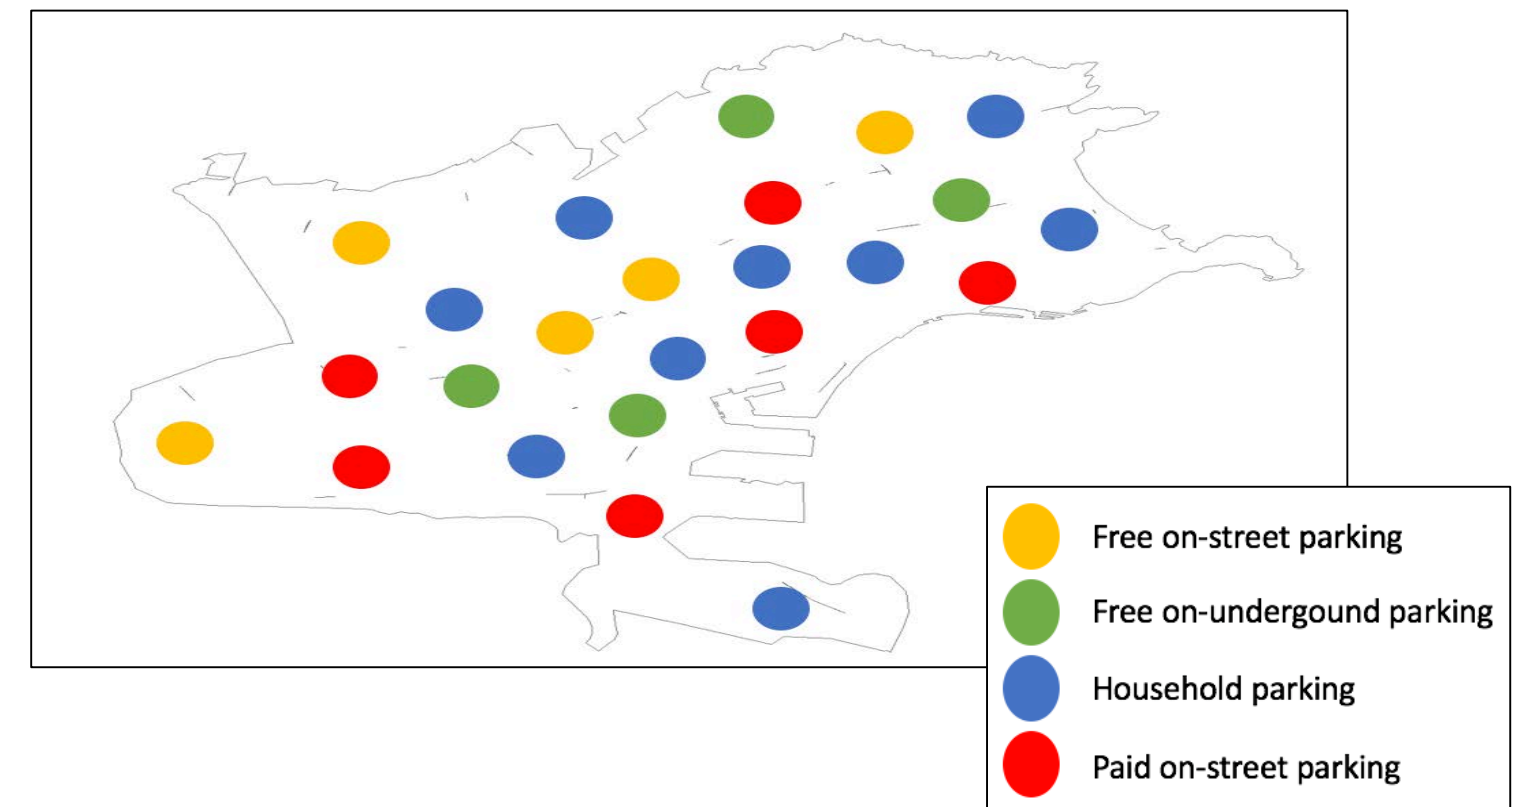 Free on-street parking
Free on-undergound parking
Household parking
Paid on-street parking